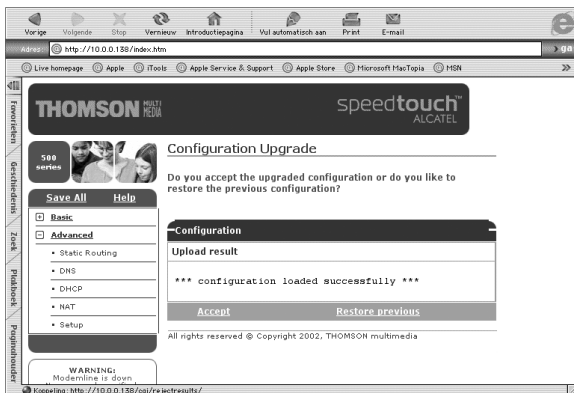 Vorige Volgende Stop Vernieuw Introductiepagina Vul automatisch aan Print E-mail
Adres: http://10.0.0.138/index.htm ga
Live homepage Apple iTools Apple Service & Support Apple Store Microsoft MacTopia MSN
Favorieten
Geschiedenis
Zoek
Plakboek
Paginahouder
THOMSON MULTI MEDIA
speedtouch™
ALCATEL
500 series
Save All Help
Basic
Advanced
Static Routing
DNS
DHCP
NAT
Setup
WARNING:
Modemline is down
Configuration Upgrade
Do you accept the upgraded configuration or do you like to
restore the previous configuration?
Configuration
Upload result
*** configuration loaded successfully ***
Accept Restore previous
All rights reserved © Copyright 2002, THOMSON multimedia
Koppeling: http://10.0.0.138/cgi/rejectresults/